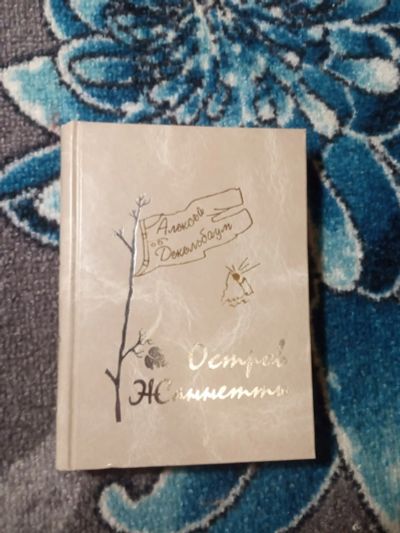 Алексей
Декельбаум
Остров
Жаннетты